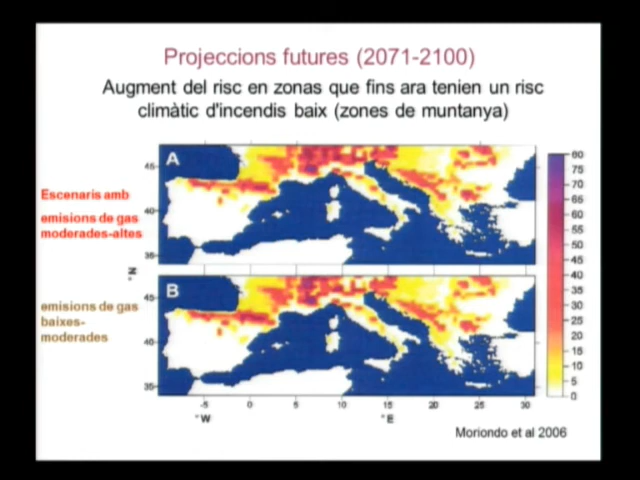 Projeccions futures (2071-2100)
Augment del risc en zonas que fins ara tenien un risc
climàtic d'incendis baix (zones de muntanya)
Escenaris amb
emisions de gas
moderades-altes
emisions de gas
baixes-
moderades
A
45
40
35
°N
B
45
40
35
-5
0
5
10
15
20
25
30
°W
°E
80
75
70
65
60
55
50
45
40
35
30
25
20
15
10
5
0
Moriondo et al 2006